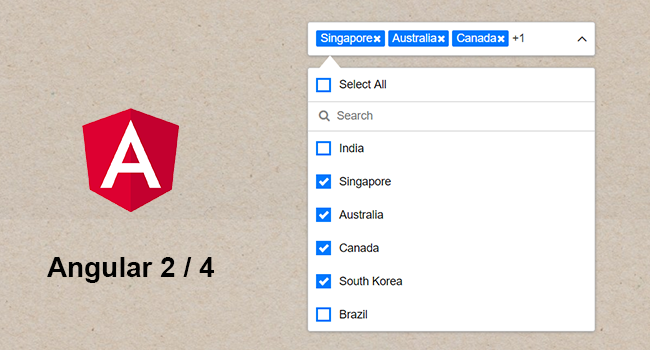 Singapore Australia Canada +1
Select All
Search
India
Singapore
Australia
Canada
South Korea
Brazil
A
Angular 2 / 4